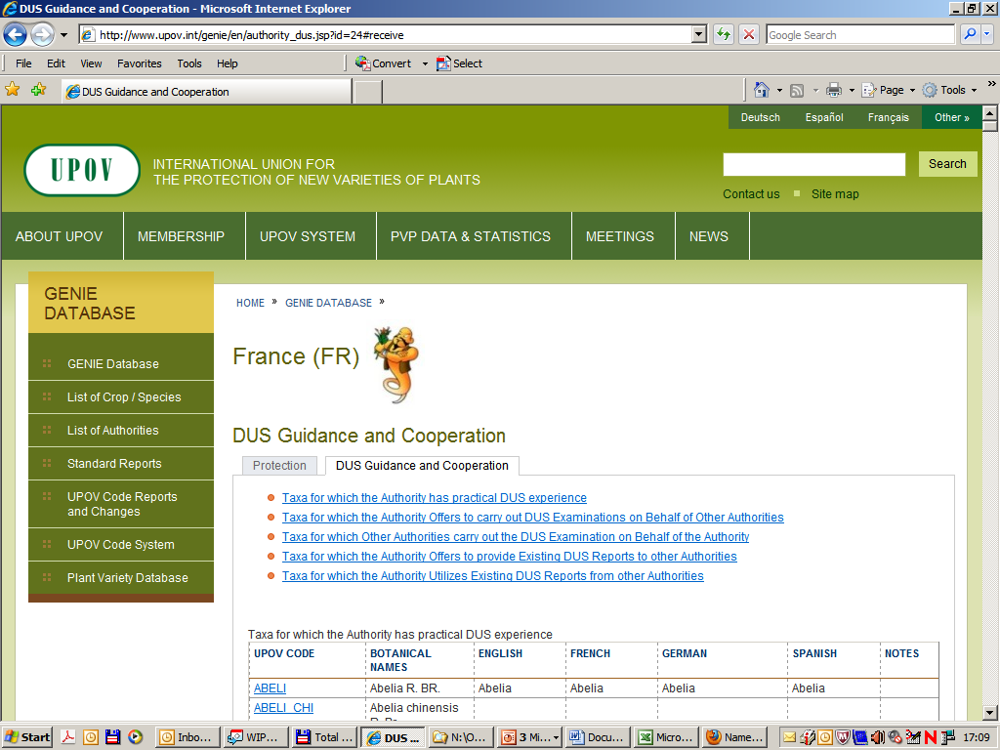 DUS Guidance and Cooperation - Microsoft Internet Explorer
http://www.upov.int/genie/en/authority_dus.jsp?id=24#receive
Google Search
File Edit View Favorites Tools Help
Convert Select
DUS Guidance and Cooperation
Page Tools »
Deutsch Español Français Other »
UPOV
INTERNATIONAL UNION FOR
THE PROTECTION OF NEW VARIETIES OF PLANTS
Search
Contact us Site map
ABOUT UPOV MEMBERSHIP UPOV SYSTEM PVP DATA & STATISTICS MEETINGS NEWS
GENIE
DATABASE
GENIE Database
List of Crop / Species
List of Authorities
Standard Reports
UPOV Code Reports
and Changes
UPOV Code System
Plant Variety Database
HOME » GENIE DATABASE »
France (FR)
DUS Guidance and Cooperation
Protection DUS Guidance and Cooperation
Taxa for which the Authority has practical DUS experience
Taxa for which the Authority Offers to carry out DUS Examinations on Behalf of Other Authorities
Taxa for which Other Authorities carry out the DUS Examination on Behalf of the Authority
Taxa for which the Authority Offers to provide Existing DUS Reports to other Authorities
Taxa for which the Authority Utilizes Existing DUS Reports from other Authorities
Taxa for which the Authority has practical DUS experience
UPOV CODE BOTANICAL NAMES ENGLISH FRENCH GERMAN SPANISH NOTES
ABELI Abelia R. BR. Abelia Abelia Abelia Abelia
ABELI_CHI Abelia chinensis
R. Br.
Start Inbo... WIP... Total ... DUS ... N:\O... 3 Mi... Docu... Micro... Name... 17:09